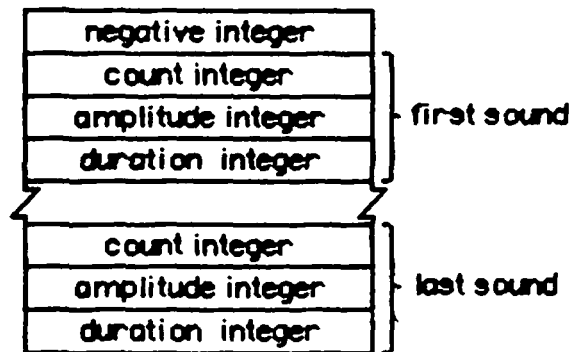 negative integer
count integer
amplitude integer
first sound
duration integer
count integer
amplitude integer
last sound
duration integer